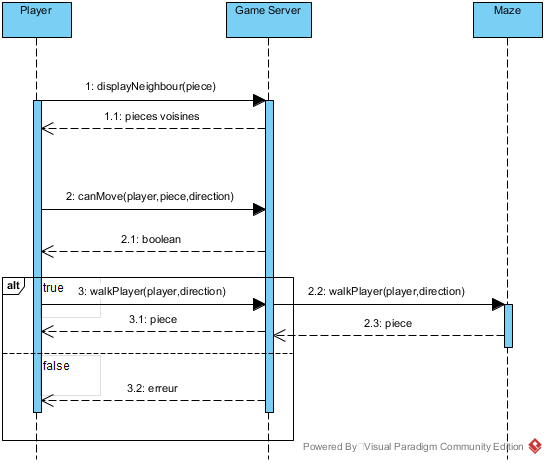 Player
Game Server
Maze
1: displayNeighbour(piece)
1.1: pieces voisines
2: canMove(player,piece,direction)
2.1: boolean
alt
true
3: walkPlayer(player,direction)
2.2: walkPlayer(player,direction)
3.1: piece
2.3: piece
false
3.2: erreur
Powered By Visual Paradigm Community Edition